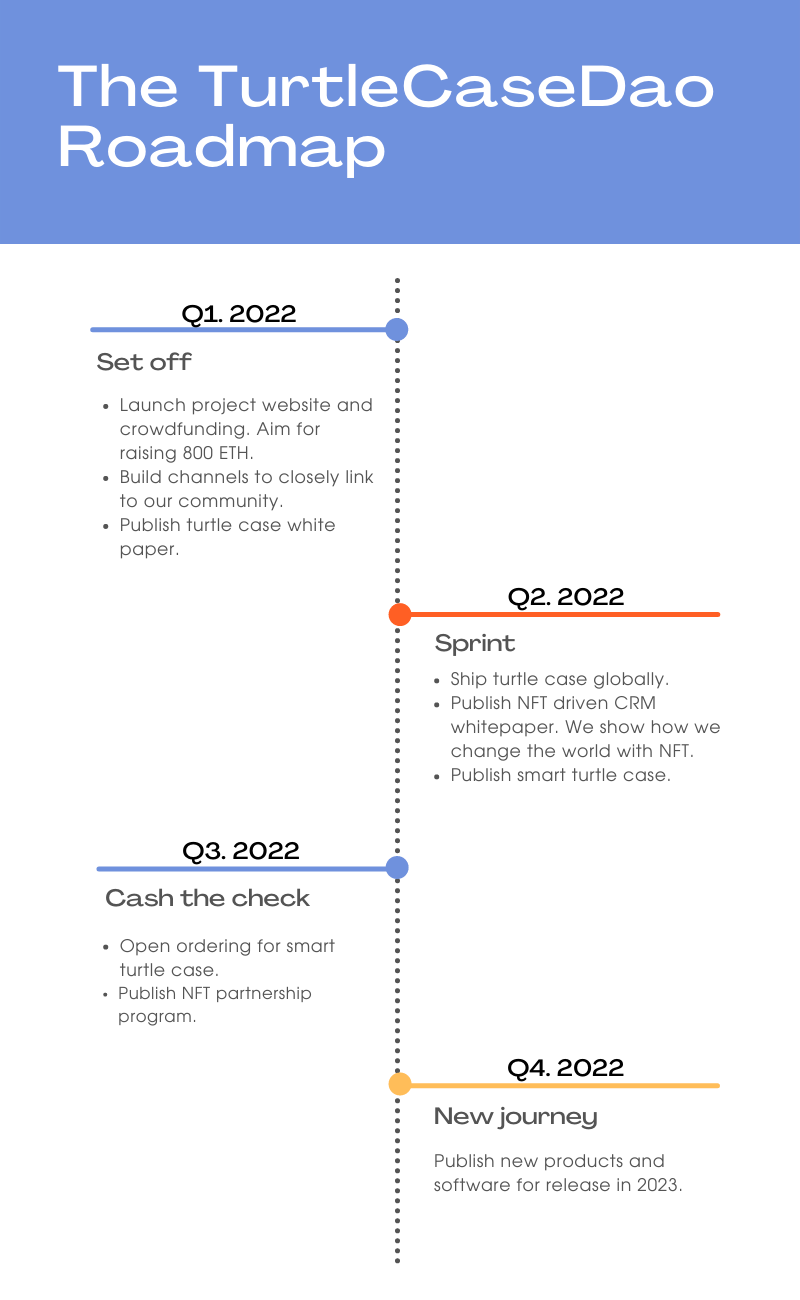 The TurtleCaseDao
Roadmap
Q1. 2022
Set off
• Launch project website and
crowdfunding. Aim for
raising 800 ETH.
• Build channels to closely link
to our community.
• Publish turtle case white
paper.
Q2. 2022
Sprint
• Ship turtle case globally.
• Publish NFT driven CRM
whitepaper. We show how we
change the world with NFT.
• Publish smart turtle case.
Q3. 2022
Cash the check
• Open ordering for smart
turtle case.
• Publish NFT partnership
program.
Q4. 2022
New journey
Publish new products and
software for release in 2023.